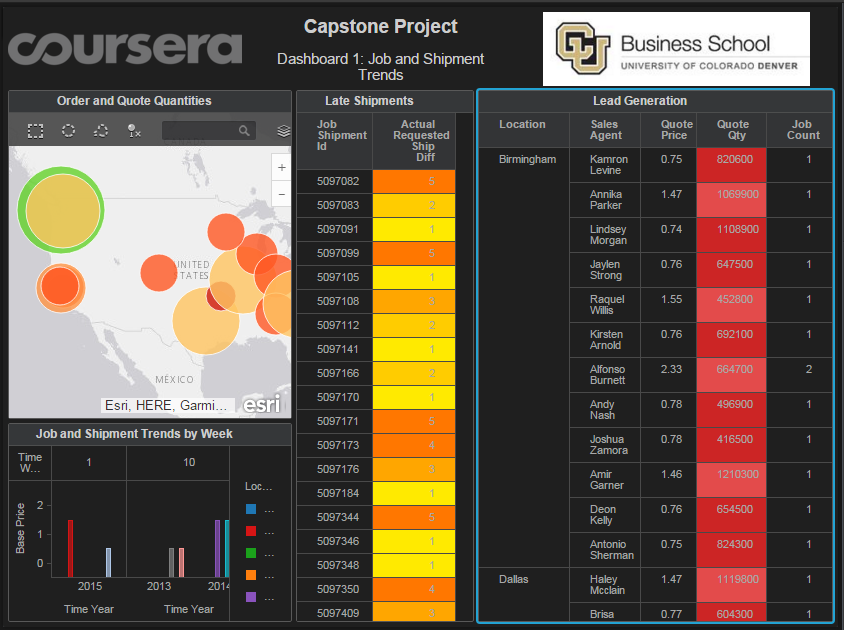 coursera
Capstone Project
Dashboard 1: Job and Shipment
Trends
Business School
UNIVERSITY OF COLORADO DENVER
Order and Quote Quantities
UNITED
STATES
MÉXICO
Esri, HERE, Garmi...
esri
Job and Shipment Trends by Week
Time
W...
1
10
Base Price
2
1
0
2015
2013
2014
Time Year
Time Year
Loc...
...
...
...
...
...
Late Shipments
Job
Shipment
Id
Actual
Requested
Ship
Diff
5097082 5
5097083 2
5097091 1
5097099 5
5097105 1
5097108 3
5097112 2
5097141 1
5097166 2
5097170 1
5097171 5
5097173 4
5097176 3
5097184 1
5097344 5
5097346 1
5097348 1
5097350 4
5097409 3
Lead Generation
Location
Sales
Agent
Quote
Price
Quote
Qty
Job
Count
Birmingham
Kamron
Levine
0.75 820600 1
Annika
Parker
1.47 1069900 1
Lindsey
Morgan
0.74 1108900 1
Jaylen
Strong
0.76 647500 1
Raquel
Willis
1.55 452800 1
Kirsten
Arnold
0.76 692100 1
Alfonso
Burnett
2.33 664700 2
Andy
Nash
0.78 496900 1
Joshua
Zamora
0.78 416500 1
Amir
Garner
1.46 1210300 1
Deon
Kelly
0.76 654500 1
Antonio
Sherman
0.75 824300 1
Dallas
Haley
Mcclain
1.47 1119800 1
Brisa
0.77 604300 1